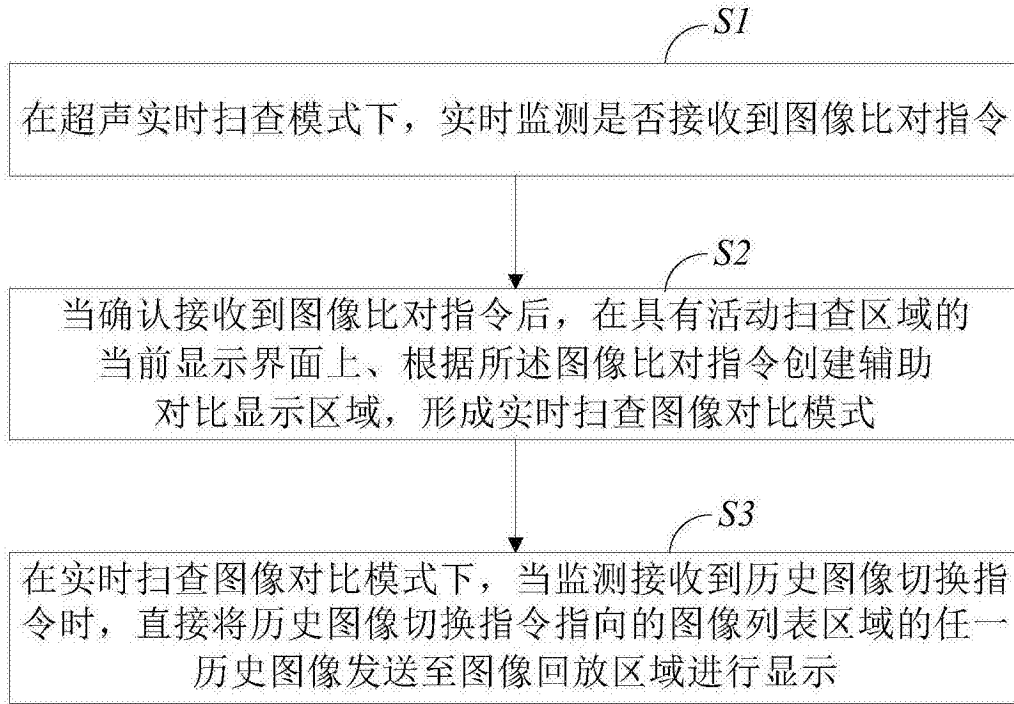 S1
在超声实时扫查模式下，实时监测是否接收到图像比对指令
S2
当确认接收到图像比对指令后，在具有活动扫查区域的
当前显示界面上、根据所述图像比对指令创建辅助
对比显示区域，形成实时扫查图像对比模式
S3
在实时扫查图像对比模式下，当监测接收到历史图像切换指
令时，直接将历史图像切换指令指向的图像列表区域的任一
历史图像发送至图像回放区域进行显示